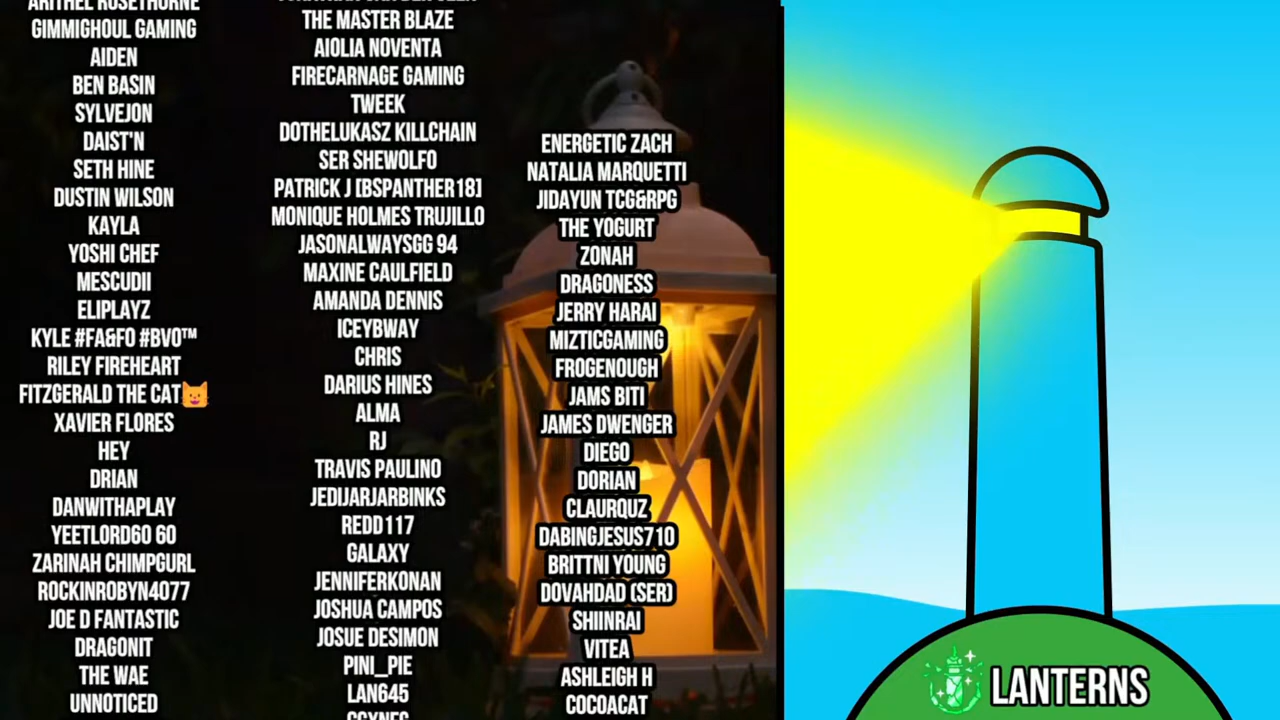 ARITHEL ROSETHORNE
GIMMIGHOUL GAMING
AIDEN
BEN BASIN
SYLVEJON
DAIST'N
SETH HINE
DUSTIN WILSON
KAYLA
YOSHI CHEF
MESCUDII
ELIPLAYZ
KYLE #FA&FO #BVO™
RILEY FIREHEART
FITZGERALD THE CAT😺
XAVIER FLORES
HEY
DRIAN
DANWITHAPLAY
YEETLORD60 60
ZARINAH CHIMPGURL
ROCKINROBYN4077
JOE D FANTASTIC
DRAGONIT
THE WAE
UNNOTICED
THE MASTER BLAZE
AIOLIA NOVENTA
FIRECARNAGE GAMING
TWEEK
DOTHELUKASZ KILLCHAIN
SER SHEWOLFO
PATRICK J [BSPANTHER18]
MONIQUE HOLMES TRUJILLO
JASONALWAYSGG 94
MAXINE CAULFIELD
AMANDA DENNIS
ICEYBWAY
CHRIS
DARIUS HINES
ALMA
RJ
TRAVIS PAULINO
JEDIJARJARBINKS
REDD117
GALAXY
JENNIFERKONAN
JOSHUA CAMPOS
JOSUE DESIMON
PINI_PIE
LAN645
ENERGETIC ZACH
NATALIA MARQUETTI
JIDAYUN TCG&RPG
THE YOGURT
ZONAH
DRAGONESS
JERRY HARAI
MIZTICGAMING
FROGENOUGH
JAMS BITI
JAMES DWENGER
DIEGO
DORIAN
CLAURQUZ
DABINGJESUS710
BRITTNI YOUNG
DOVAHDAD (SER)
SHIINRAI
VITEA
ASHLEIGH H
COCOACAT
LANTERNS